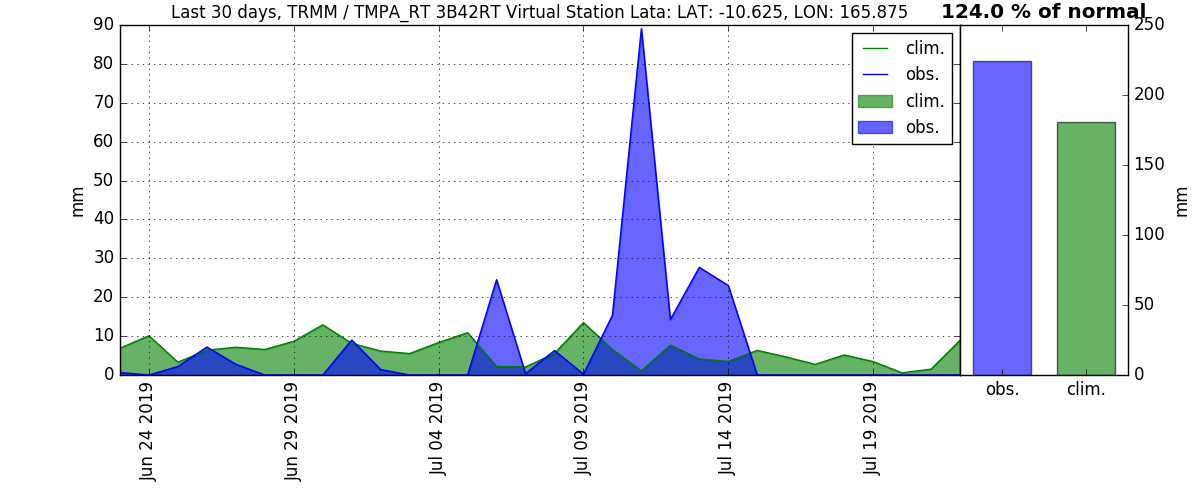 Last 30 days, TRMM / TMPA_RT 3B42RT Virtual Station Lata: LAT: -10.625, LON: 165.875
124.0 % of normal
90
80
70
60
50
40
30
20
10
0
mm
clim.
obs.
clim.
obs.
Jun 24 2019
Jun 29 2019
Jul 04 2019
Jul 09 2019
Jul 14 2019
Jul 19 2019
250
200
150
100
50
0
mm
obs.
clim.